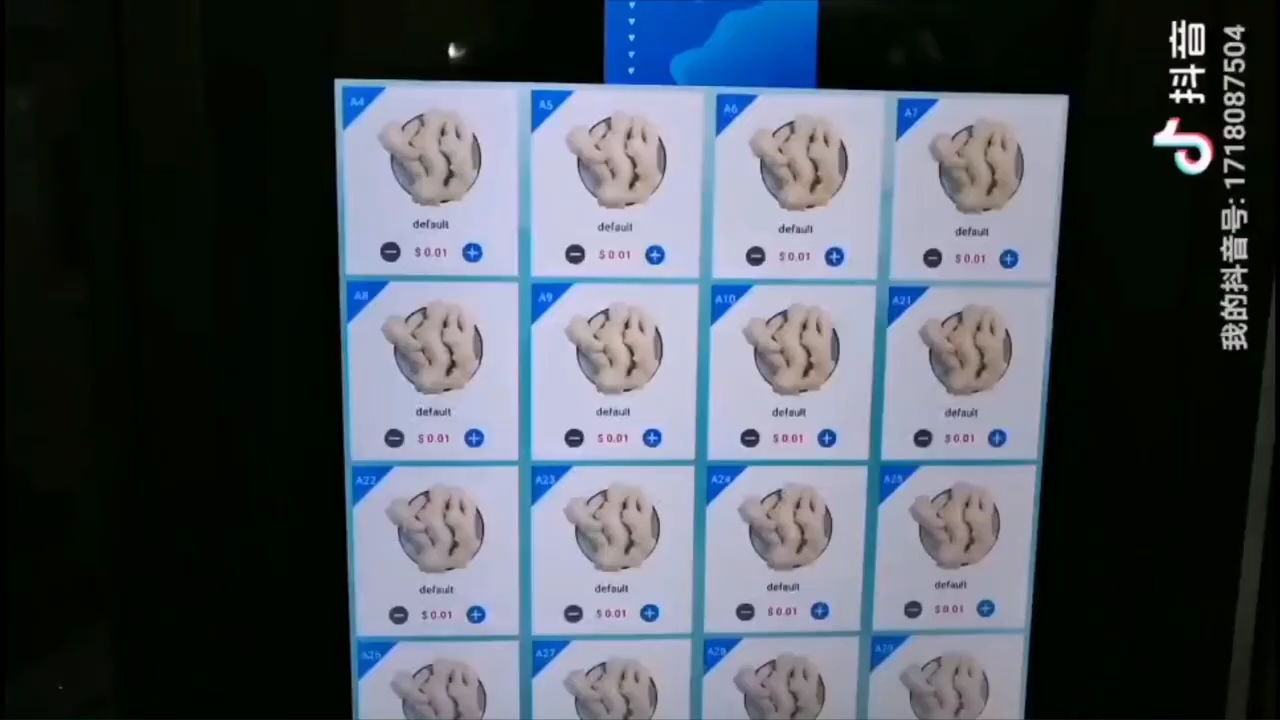 A4
A5
A6
A7
default
default
default
default
$ 0.01
$ 0.01
$ 0.01
$ 0.01
A8
A9
A10
A21
default
default
default
default
$ 0.01
$ 0.01
$ 0.01
$ 0.01
A22
A23
A24
A25
default
default
default
default
$ 0.01
$ 0.01
$ 0.01
$ 0.01
A26
A27
A28
A29
抖音
我的抖音号: 1718087504